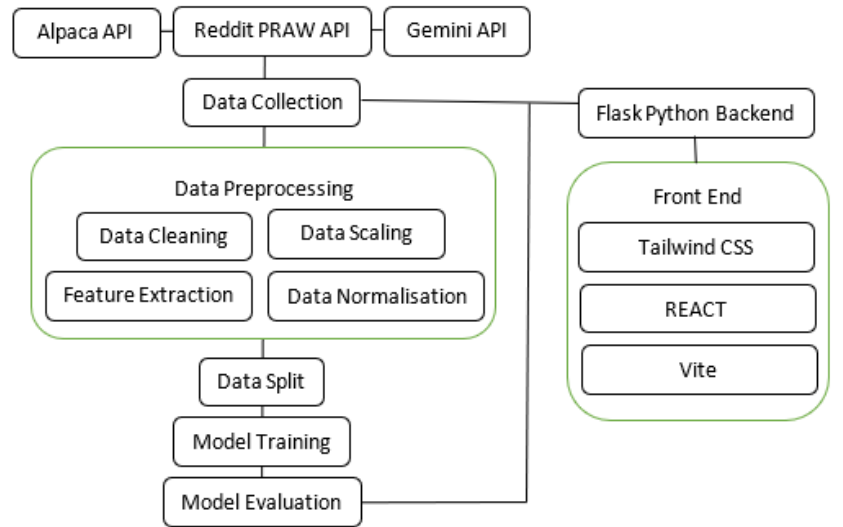 Alpaca API
Reddit PRAW API
Gemini API
Data Collection
Flask Python Backend
Data Preprocessing
Data Cleaning
Data Scaling
Feature Extraction
Data Normalisation
Front End
Tailwind CSS
REACT
Vite
Data Split
Model Training
Model Evaluation